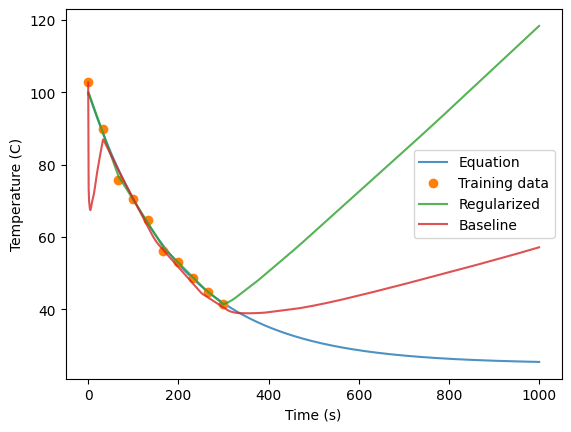 120
100
80
60
40
Temperature (C)
Equation
Training data
Regularized
Baseline
0
200
400
600
800
1000
Time (s)